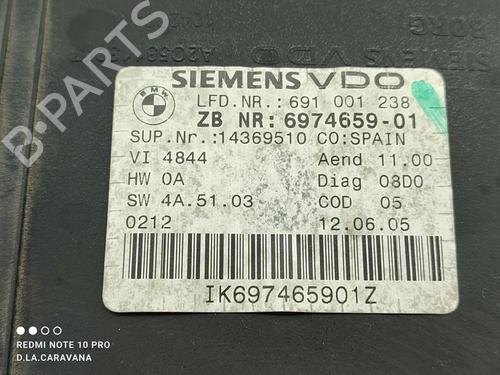 SIEMENS VDO
BMW
LFD.NR.: 691 001 238
ZB NR: 6974659-01
SUP.Nr.:14369510 CO:SPAIN
VI 4844 Aend 11.00
HW 0A Diag 08D0
SW 4A.51.03 COD 05
0212 12.06.05
IK697465901Z
REDMI NOTE 10 PRO
D.L.A.CARAVANA